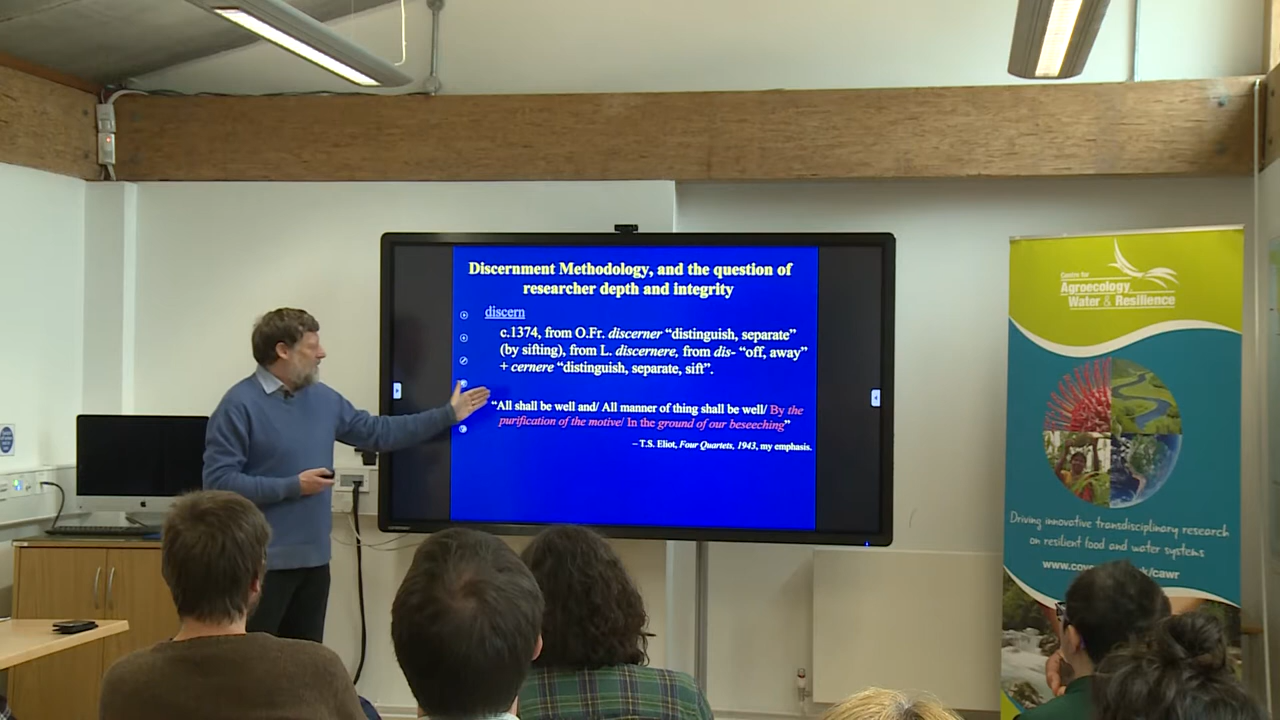 Discernment Methodology, and the question of
researcher depth and integrity
discern
c.1374, from O.Fr. discerner “distinguish, separate”
(by sifting), from L. discernere, from dis- “off, away”
+ cernere “distinguish, separate, sift”.
“All shall be well and/ All manner of thing shall be well/ By the
purification of the motive/ In the ground of our beseeching”
– T.S. Eliot, Four Quartets, 1943, my emphasis.
Centre for
Agroecology,
Water & Resilience
Driving innovative transdisciplinary research
on resilient food and water systems